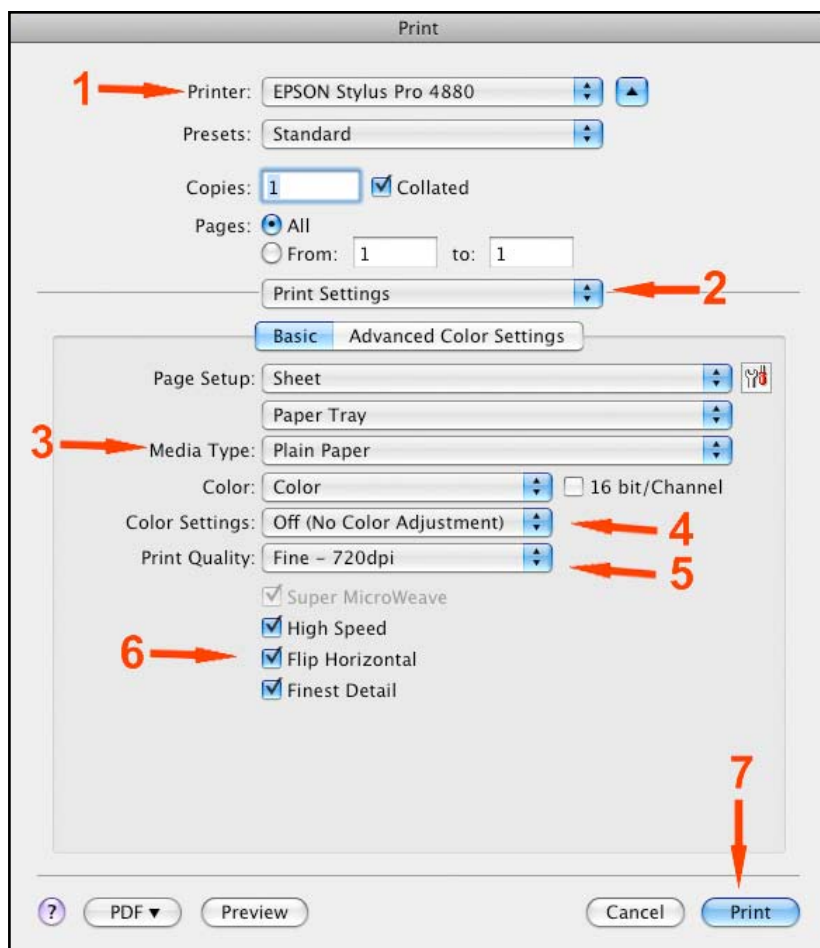 Print
1 Printer: EPSON Stylus Pro 4880
Presets: Standard
Copies: 1 Collated
Pages: All
From: 1 to: 1
Print Settings 2
Basic Advanced Color Settings
Page Setup: Sheet
Paper Tray
3 Media Type: Plain Paper
Color: Color 16 bit/Channel
Color Settings: Off (No Color Adjustment) 4
Print Quality: Fine – 720dpi 5
Super MicroWeave
High Speed
6 Flip Horizontal
Finest Detail
7
? PDF ▼ Preview Cancel Print